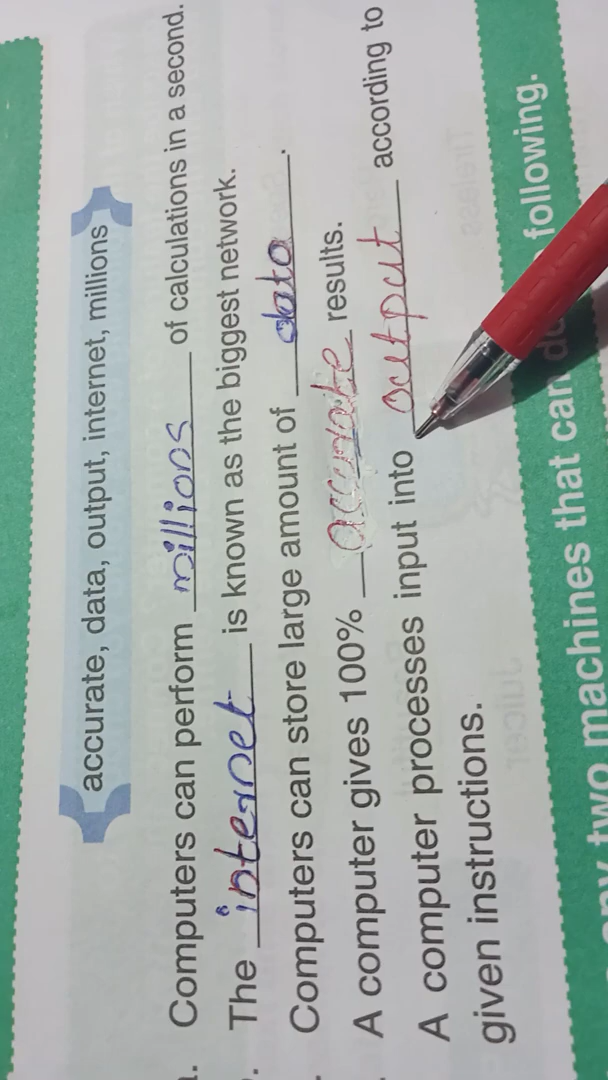 accurate, data, output, internet, millions
Computers can perform millions of calculations in a second.
The internet is known as the biggest network.
Computers can store large amount of data.
A computer gives 100% accurate results.
A computer processes input into output according to
given instructions.
any two machines that can do following.